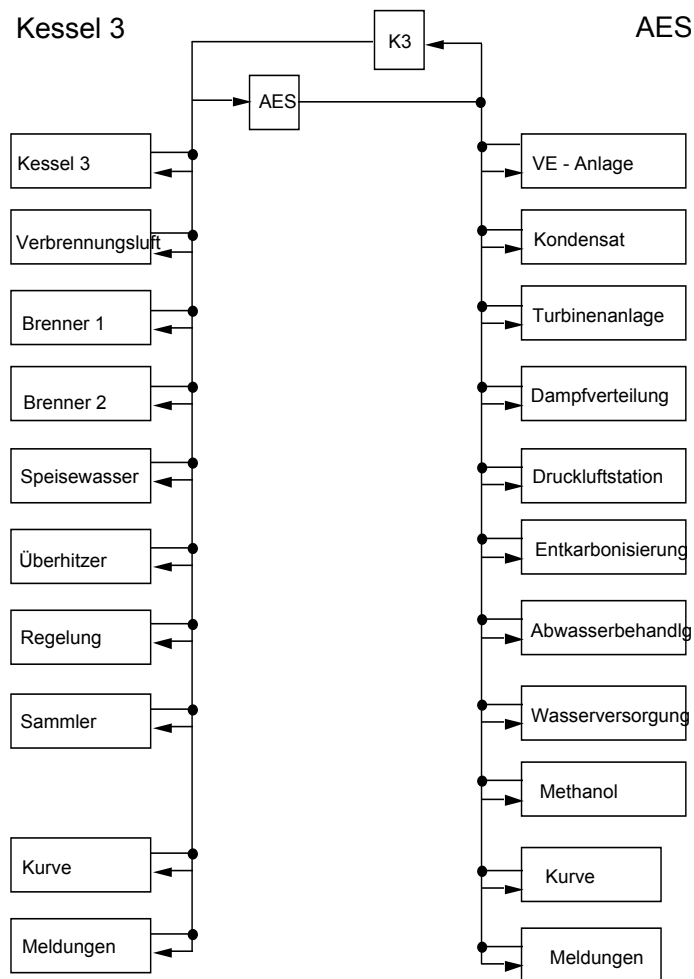 Kessel 3
K3
AES
AES
Kessel 3
VE - Anlage
Verbrennungsluft
Kondensat
Brenner 1
Turbinenanlage
Brenner 2
Dampfverteilung
Speisewasser
Druckluftstation
Überhitzer
Entkarbonisierung
Regelung
Abwasserbehandlg
Sammler
Wasserversorgung
Methanol
Kurve
Kurve
Meldungen
Meldungen